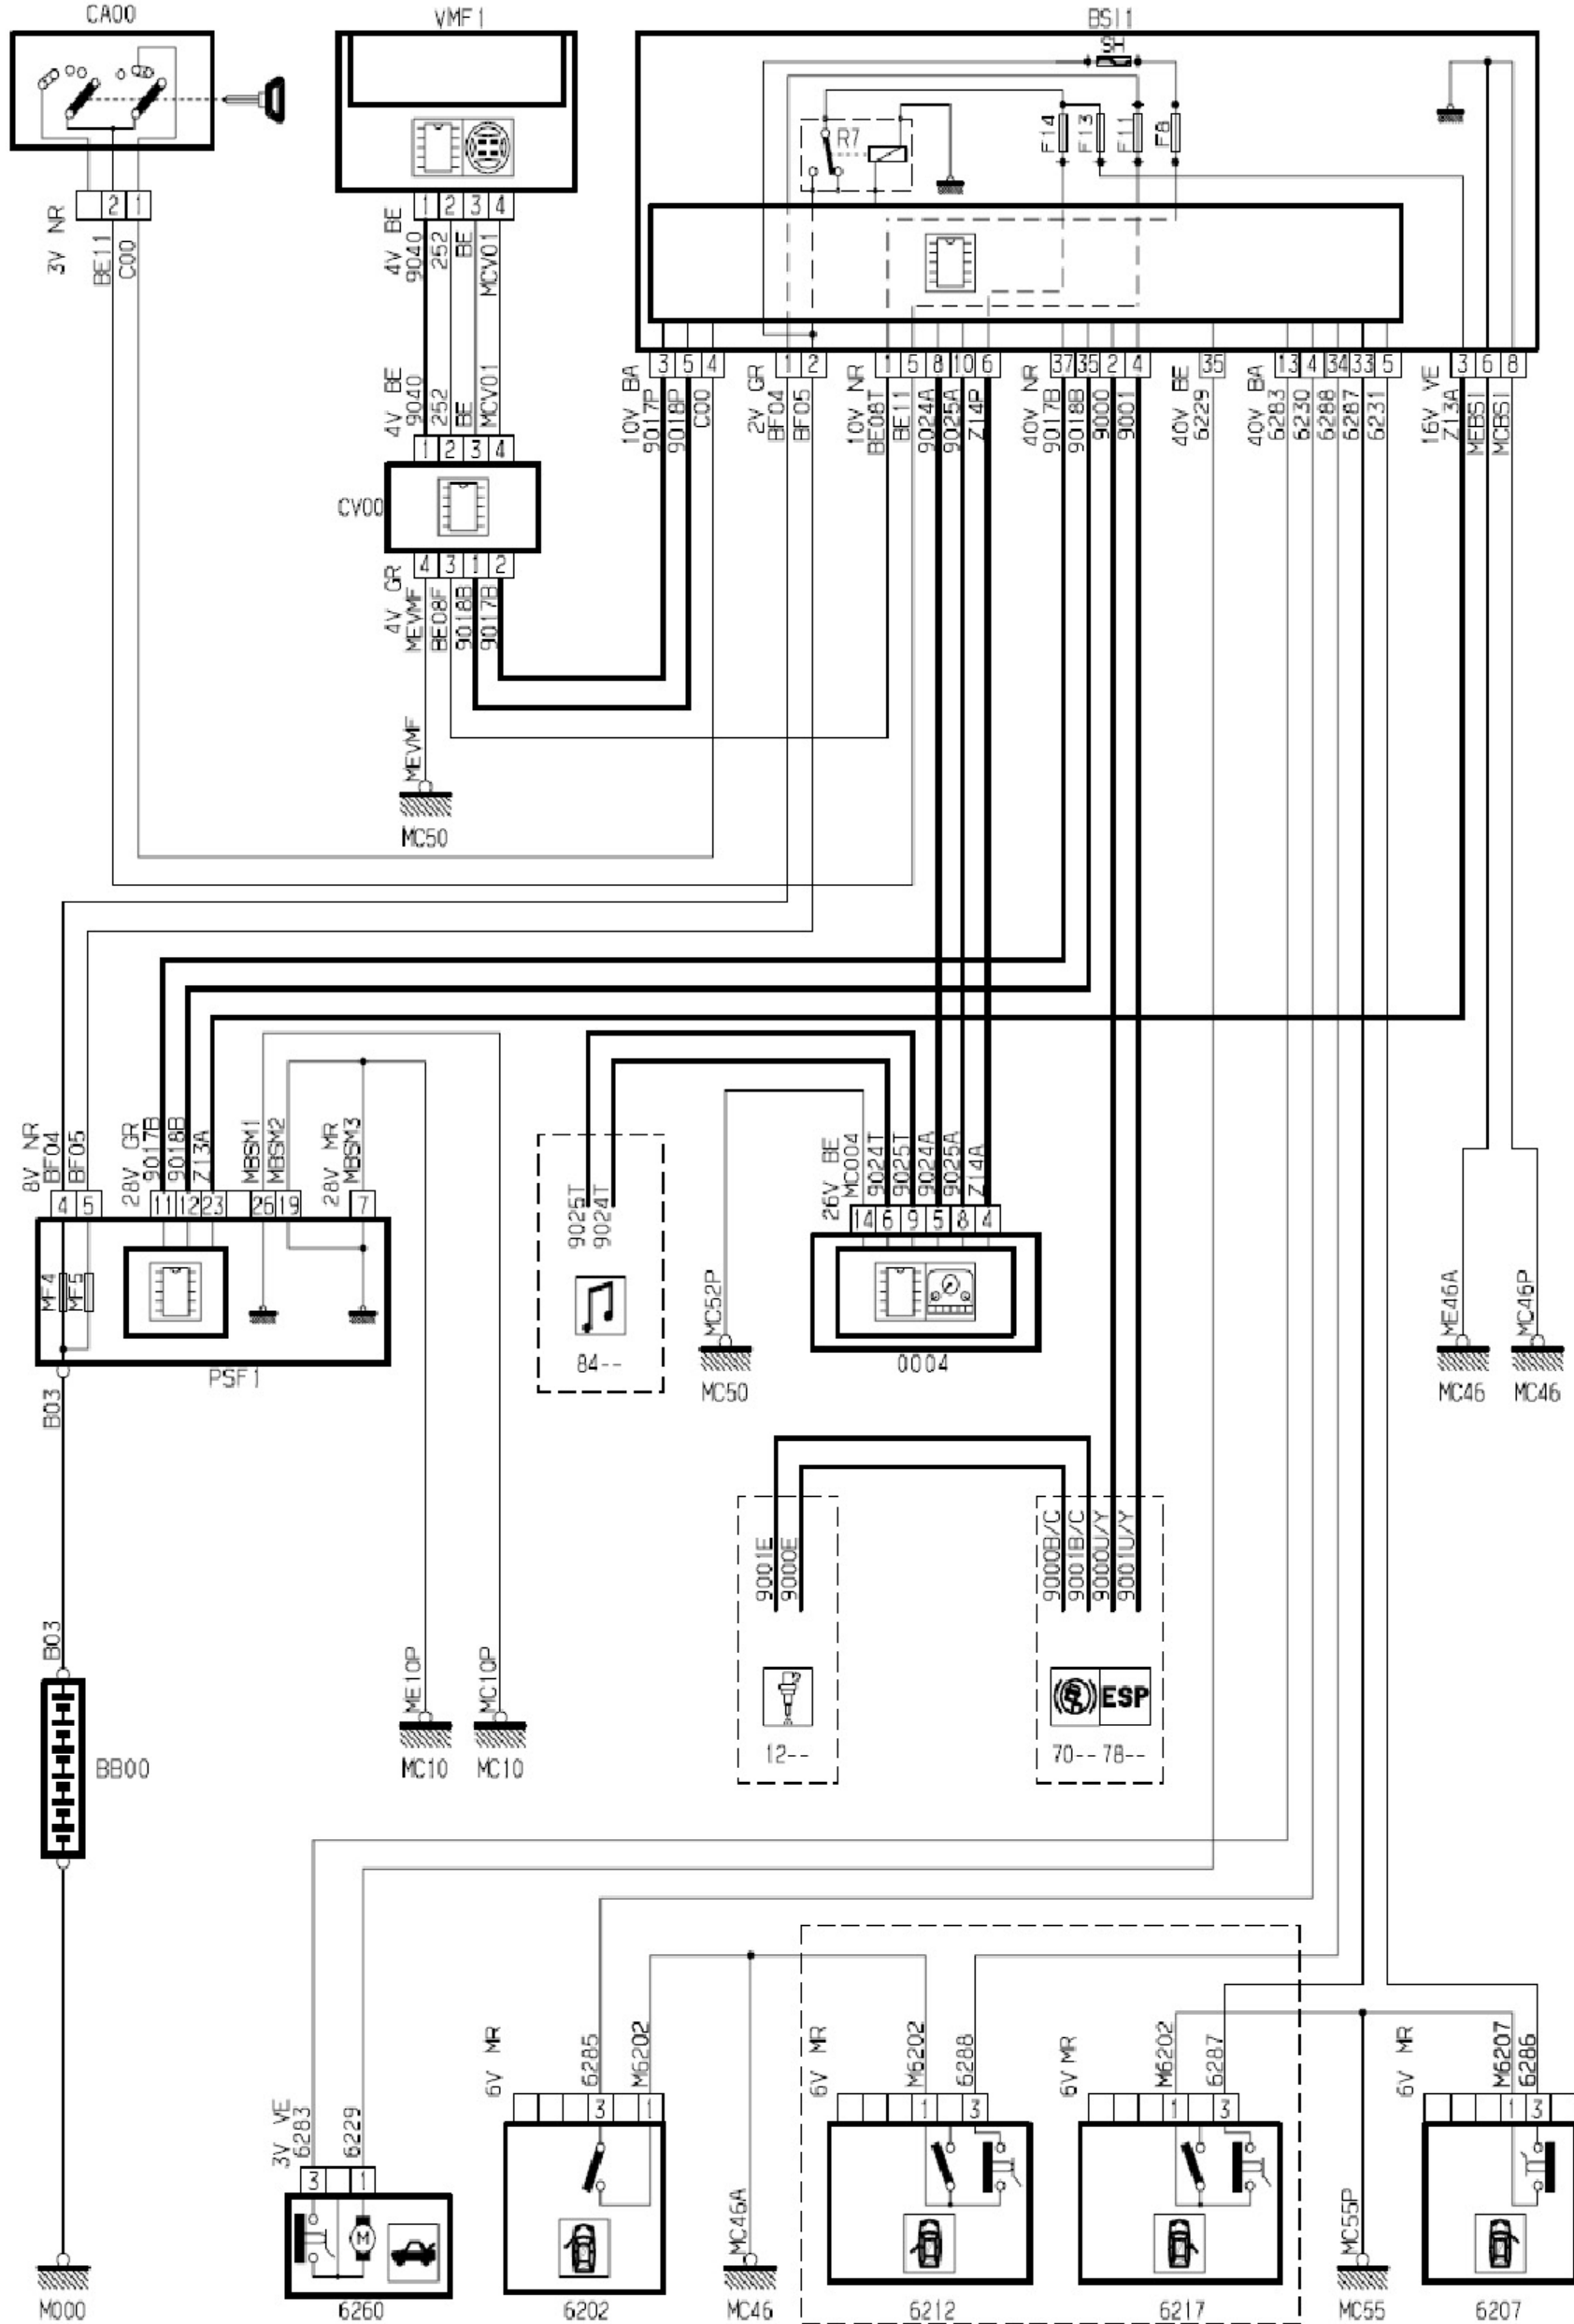 CA00
VMF1
BSI1
SH
R7
F14
F13
F11
F8
2 1
3V NR
BE11
C00
1 2 3 4
4V BE
9040
252
BE
MCV01
4V BE
9040
252
BE
MCV01
1 2 3 4
CV00
4 3 1 2
4V GR
MEVMF
BE08F
9018B
9017B
MEVMF
MC50
3 5 4
10V BA
9017P
9018P
C00
1 2
2V GR
BF04
BF05
1 5 8 10 6
10V NR
BE08T
BE11
9024A
9025A
Z14P
37 35 2 4
40V NR
9017B
9018B
9000
9001
35
40V BE
6229
13 4 34 33 5
40V BA
6283
6230
6288
6287
6231
3 6 8
16V VE
Z13A
MEBSI
MCBSI
8V NR
BF04
BF05
28V GR
9017B
9018B
Z13A
MBSM1
MBSM2
28V MR
MBSM3
4 5 11 12 23 26 19 7
MF4
MF5
PSF1
B03
B03
BB00
M000
ME10P
MC10
MC10P
MC10
9025T
9024T
84--
MC52P
MC50
26V BE
MC004
9024T
9025T
9024A
9025A
Z14A
14 6 9 5 8 4
0004
ME46A
MC46
MC46P
MC46
9001E
9000E
12--
9000B/C
9001B/C
9000U/Y
9001U/Y
ESP
70-- 78--
3V VE
6283
6229
3 1
M
6260
6V MR
6285
M6202
3 1
6202
MC46A
MC46
6V MR
M6202
6288
1 3
6212
6V MR
M6202
6287
1 3
6217
MC55P
MC55
6V MR
M6207
6286
1 3
6207